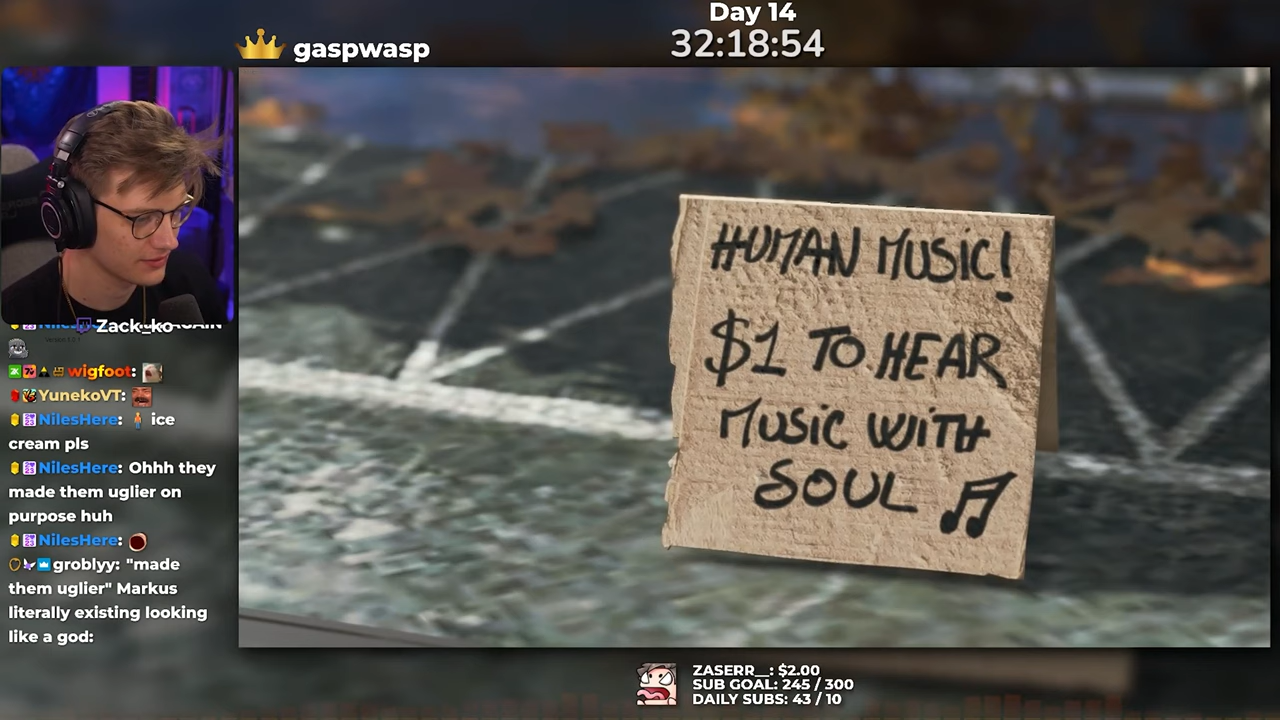 Day 14
32:18:54
gaspwasp
Zack_ko
wigfoot:
YunekoVT:
NilesHere: ice
cream pls
NilesHere: Ohhh they
made them uglier on
purpose huh
NilesHere:
groblyy: "made
them uglier" Markus
literally existing looking
like a god:
HUMAN MUSIC!
$1 TO HEAR
MUSIC WITH
SOUL
ZASERR__: $2.00
SUB GOAL: 245 / 300
DAILY SUBS: 43 / 10